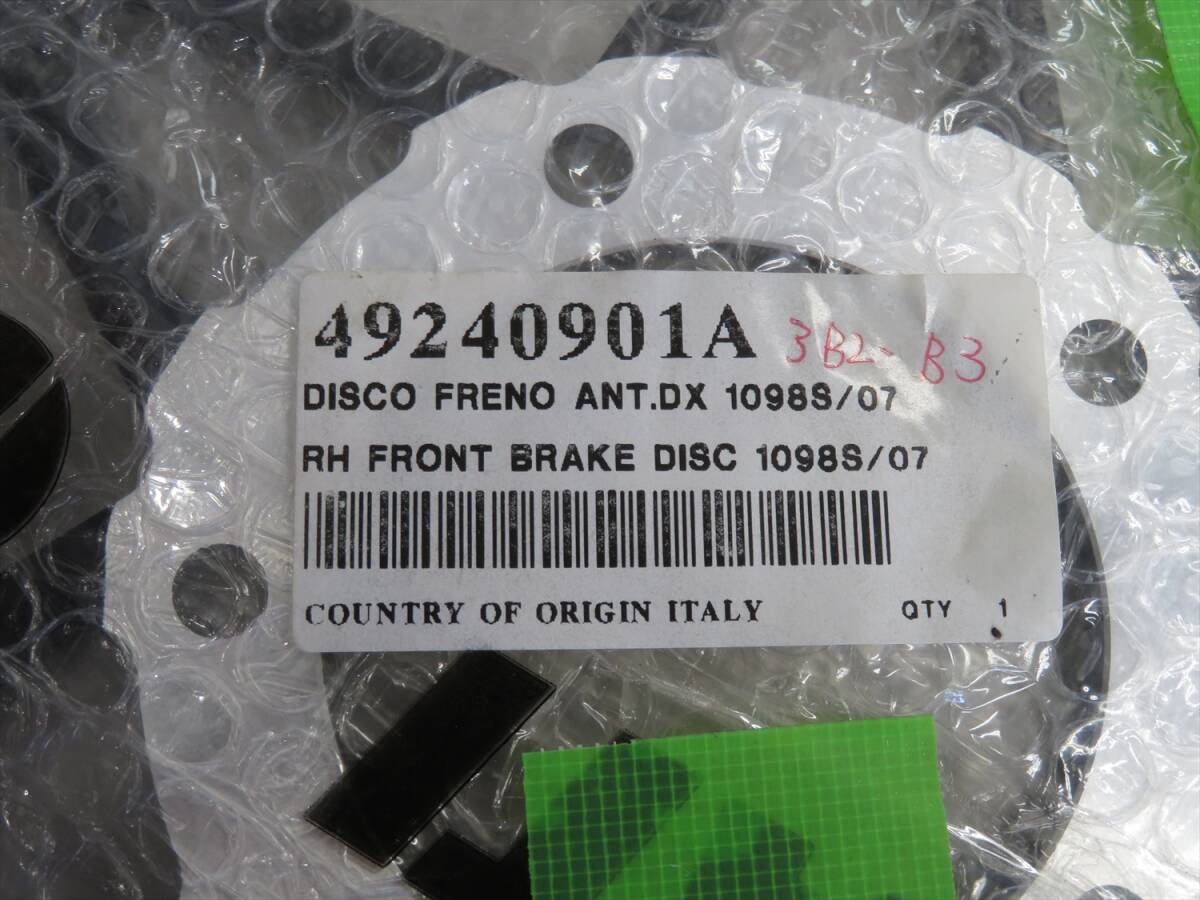 49240901A 3B2-B3
DISCO FRENO ANT.DX 1098S/07
RH FRONT BRAKE DISC 1098S/07
COUNTRY OF ORIGIN ITALY QTY 1